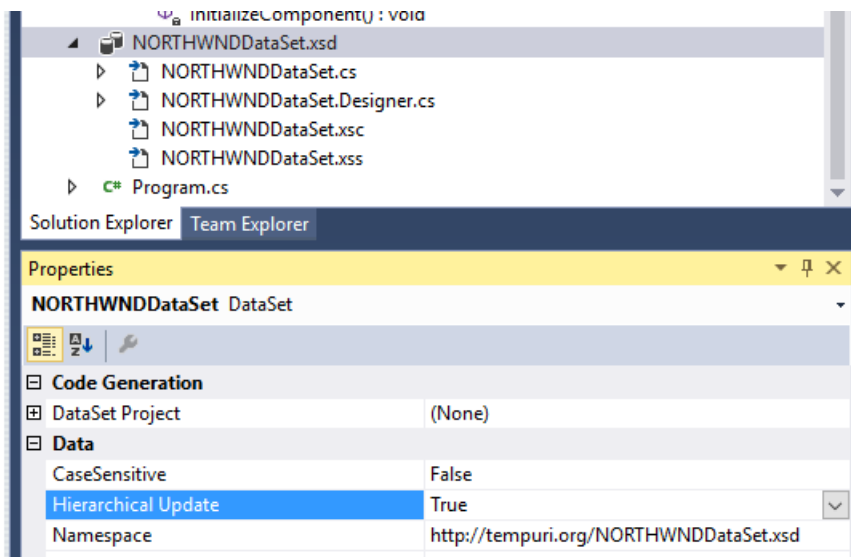 InitializeComponent() : void
NORTHWNDDataSet.xsd
NORTHWNDDataSet.cs
NORTHWNDDataSet.Designer.cs
NORTHWNDDataSet.xsc
NORTHWNDDataSet.xss
C# Program.cs
Solution Explorer Team Explorer
Properties
NORTHWNDDataSet DataSet
Code Generation
DataSet Project (None)
Data
CaseSensitive False
Hierarchical Update True
Namespace http://tempuri.org/NORTHWNDDataSet.xsd